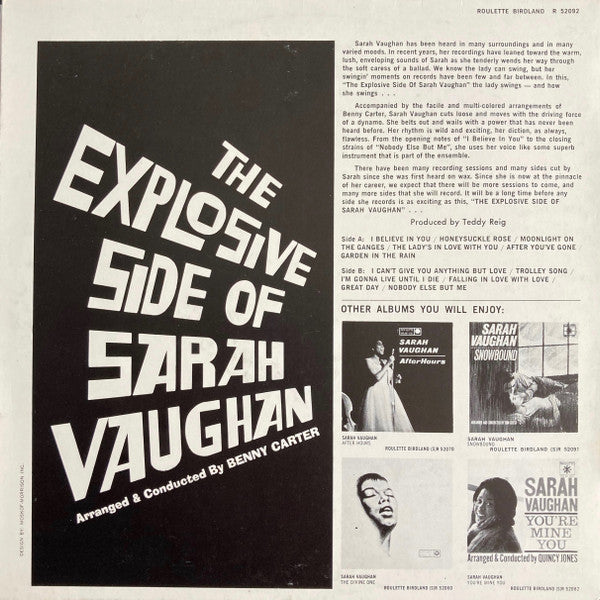 ROULETTE BIRDLAND R 52092
Sarah Vaughan has been heard in many surroundings and in many
varied moods. In recent years, her recordings have leaned toward the warm,
lush, enveloping sounds of Sarah as she tenderly wends her way through
the soft caress of a ballad. We know the lady can swing, but her
swingin' moments on records have been few and far between. In this,
"The Explosive Side Of Sarah Vaughan" the lady swings — and how
she swings . . .
Accompanied by the facile and multi-colored arrangements of
Benny Carter, Sarah Vaughan cuts loose and moves with the driving force
of a dynamo. She belts out and wails with a power that has never been
heard before. Her rhythm is wild and exciting, her diction, as always,
flawless. From the opening notes of "I Believe In You" to the closing
strains of "Nobody Else But Me", she uses her voice like some superb
instrument that is part of the ensemble.
There have been many recording sessions and many sides cut by
Sarah since she was first heard on wax. Since she is now at the pinnacle
of her career, we expect that there will be more sessions to come, and
many more sides that she will record. It will be a long time before any
side she records is as exciting as this, "THE EXPLOSIVE SIDE OF
SARAH VAUGHAN" . . .
Produced by Teddy Reig
Side A: I BELIEVE IN YOU / HONEYSUCKLE ROSE / MOONLIGHT ON
THE GANGES / THE LADY'S IN LOVE WITH YOU / AFTER YOU'VE GONE
GARDEN IN THE RAIN
Side B: I CAN'T GIVE YOU ANYTHING BUT LOVE / TROLLEY SONG /
I'M GONNA LIVE UNTIL I DIE / FALLING IN LOVE WITH LOVE /
GREAT DAY / NOBODY ELSE BUT ME
OTHER ALBUMS YOU WILL ENJOY:
SARAH
VAUGHAN
AfterHours
SARAH VAUGHAN
AFTER HOURS
ROULETTE BIRDLAND (S)R 52070
SARAH
VAUGHAN
SNOWBOUND
SARAH VAUGHAN
SNOWBOUND
ROULETTE BIRDLAND (S)R 52091
SARAH VAUGHAN
THE DIVINE ONE
ROULETTE BIRDLAND (S)R 52060
SARAH
VAUGHAN
YOU'RE
MINE
YOU
Arranged & Conducted by QUINCY JONES
SARAH VAUGHAN
YOU'RE MINE YOU
ROULETTE BIRDLAND (S)R 52082
THE
EXPLOSIVE
SIDE OF
SARAH
VAUGHAN
Arranged & Conducted By BENNY CARTER
DESIGN BY: MOSKOF-MORRISON INC.